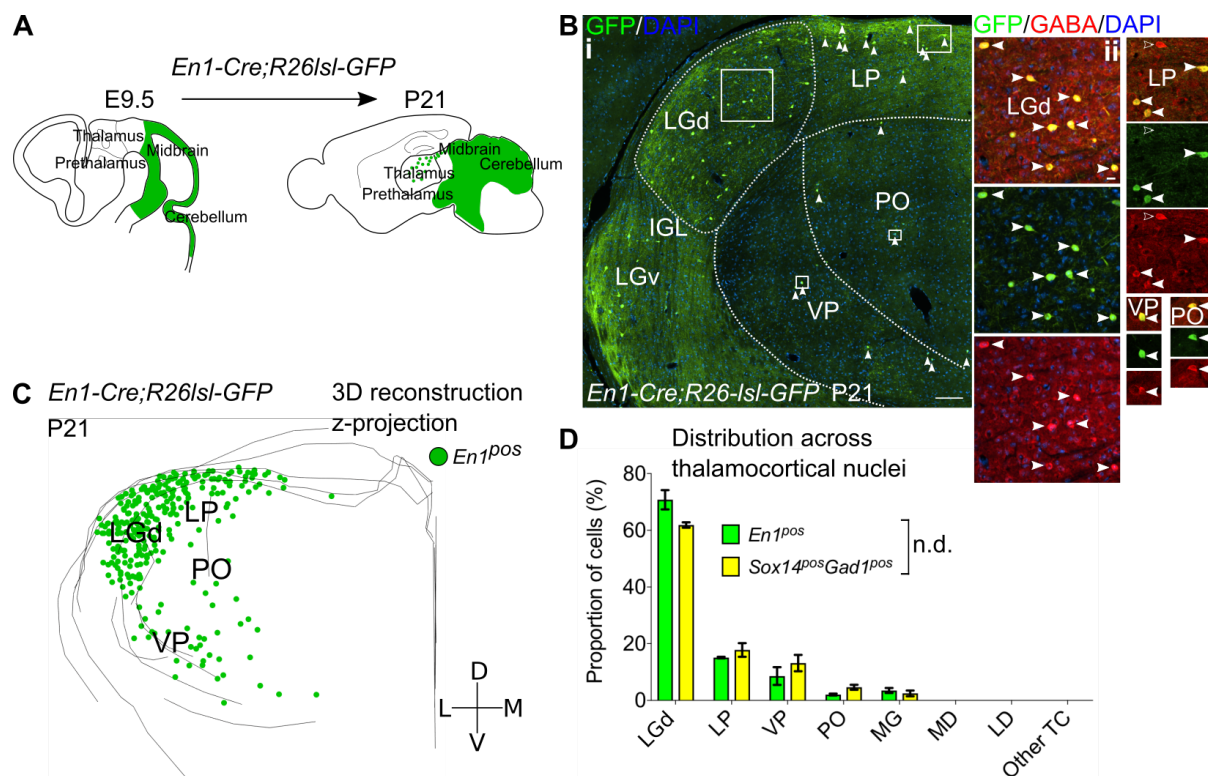 A
En1-Cre;R26lsl-GFP
E9.5
P21
Thalamus
Prethalamus
Midbrain
Cerebellum
Midbrain
Cerebellum
Thalamus
Prethalamus
B
GFP/DAPI
i
LGd
LP
IGL
PO
LGv
VP
En1-Cre;R26-lsl-GFP P21
GFP/GABA/DAPI
ii
LGd
LP
VP
PO
C
En1-Cre;R26lsl-GFP
P21
3D reconstruction
z-projection
En1pos
LGd
LP
PO
VP
D
L M
V
D
Distribution across
thalamocortical nuclei
Proportion of cells (%)
80
60
40
20
0
En1pos
Sox14posGad1pos
n.d.
LGd
LP
VP
PO
MG
MD
LD
Other TC